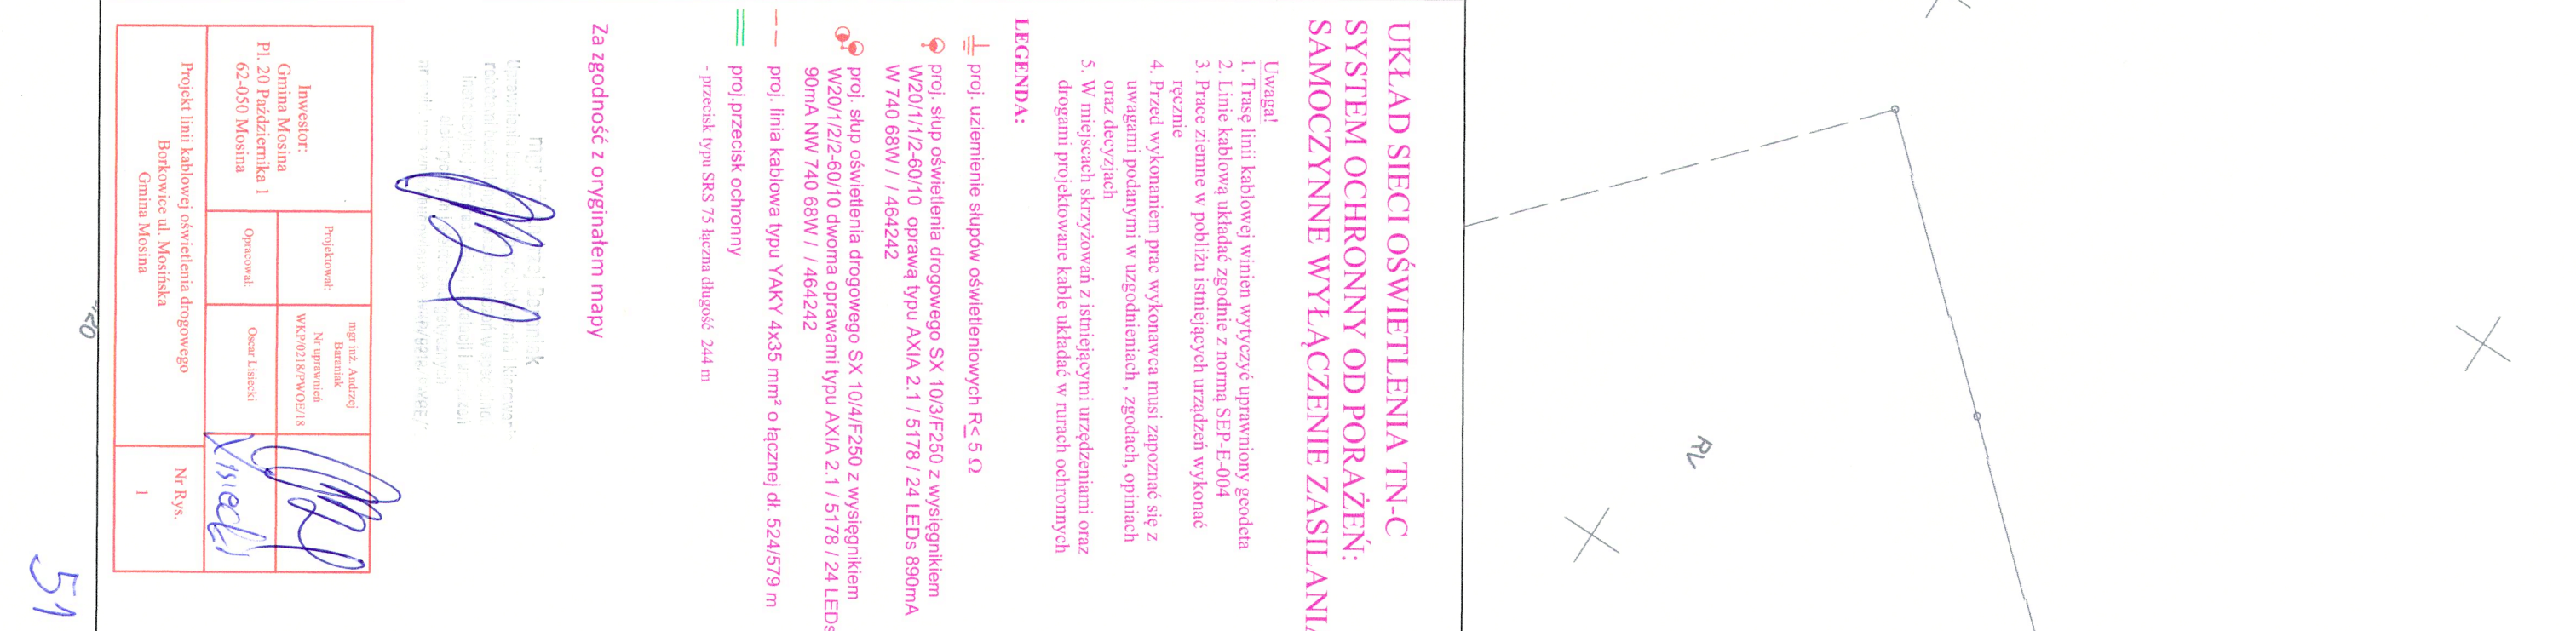 UKŁAD SIECI OŚWIETLENIA TN-C
SYSTEM OCHRONNY OD PORAŻEŃ:
SAMOCZYNNE WYŁĄCZENIE ZASILANIA
Uwaga!
1. Trasę linii kablowej winien wytyczyć uprawniony geodeta
2. Linie kablową układać zgodnie z normą SEP-E-004
3. Prace ziemne w pobliżu istniejących urządzeń wykonać
ręcznie
4. Przed wykonaniem prac wykonawca musi zapoznać się z
uwagami podanymi w uzgodnieniach , zgodach, opiniach
oraz decyzjach
5. W miejscach skrzyżowań z istniejącymi urzędzeniami oraz
drogami projektowane kable układać w rurach ochronnych
LEGENDA:
proj. uziemienie słupów oświetleniowych R≤ 5 Ω
proj. słup oświetlenia drogowego SX 10/3/F250 z wysięgnikiem
W20/1/1/2-60/10 oprawą typu AXIA 2.1 / 5178 / 24 LEDs 890mA
W 740 68W / / 464242
proj. słup oświetlenia drogowego SX 10/4/F250 z wysięgnikiem
W20/1/2/2-60/10 dwoma oprawami typu AXIA 2.1 / 5178 / 24 LEDs
90mA NW 740 68W / / 464242
proj. linia kablowa typu YAKY 4x35 mm² o łącznej dł. 524/579 m
proj.przecisk ochronny
- przecisk typu SRS 75 łączna długość 244 m
Za zgodność z oryginałem mapy
Inwestor:
Gmina Mosina
Pl. 20 Października 1
62-050 Mosina
Projektował:
mgr inż. Andrzej
Baraniak
Nr uprawnień
WKP/0218/PWOE/18
Opracował:
Oscar Lisiecki
Lisiecki
Projekt linii kablowej oświetlenia drogowego
Borkowice ul. Mosińska
Gmina Mosina
Nr Rys.
1
51
RV